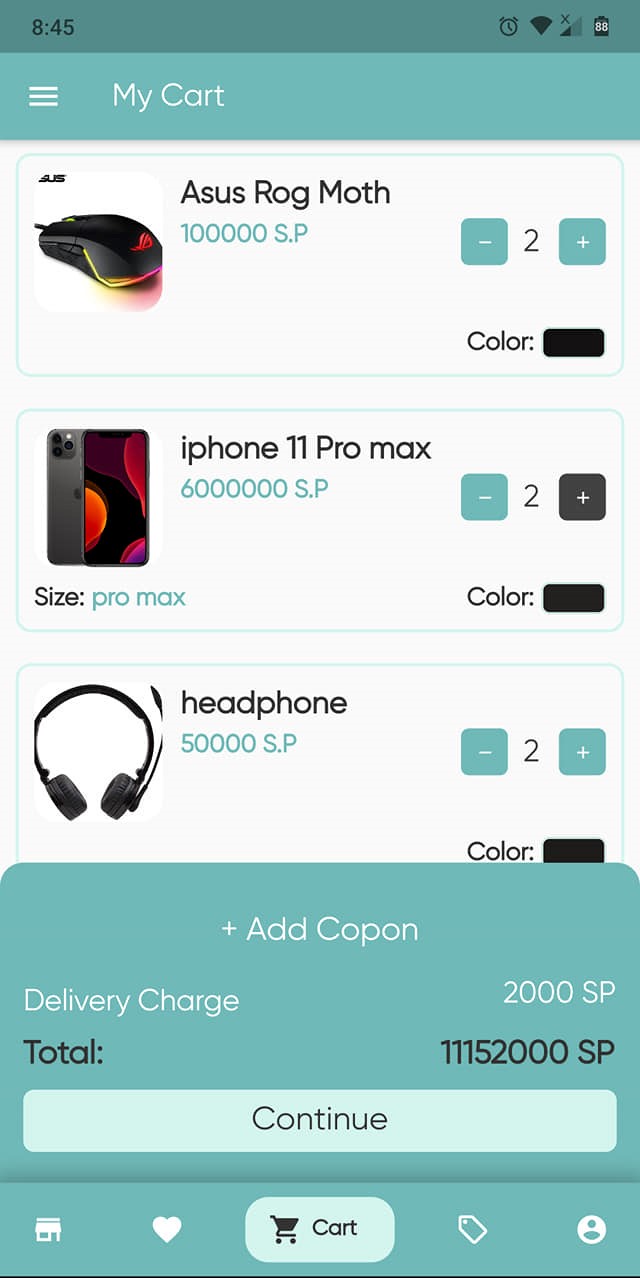 8:45
X
88
My Cart
Asus Rog Moth
100000 S.P
− 2 +
Color:
iphone 11 Pro max
6000000 S.P
− 2 +
Size: pro max
Color:
headphone
50000 S.P
− 2 +
Color:
+ Add Copon
Delivery Charge
2000 SP
Total:
11152000 SP
Continue
Cart